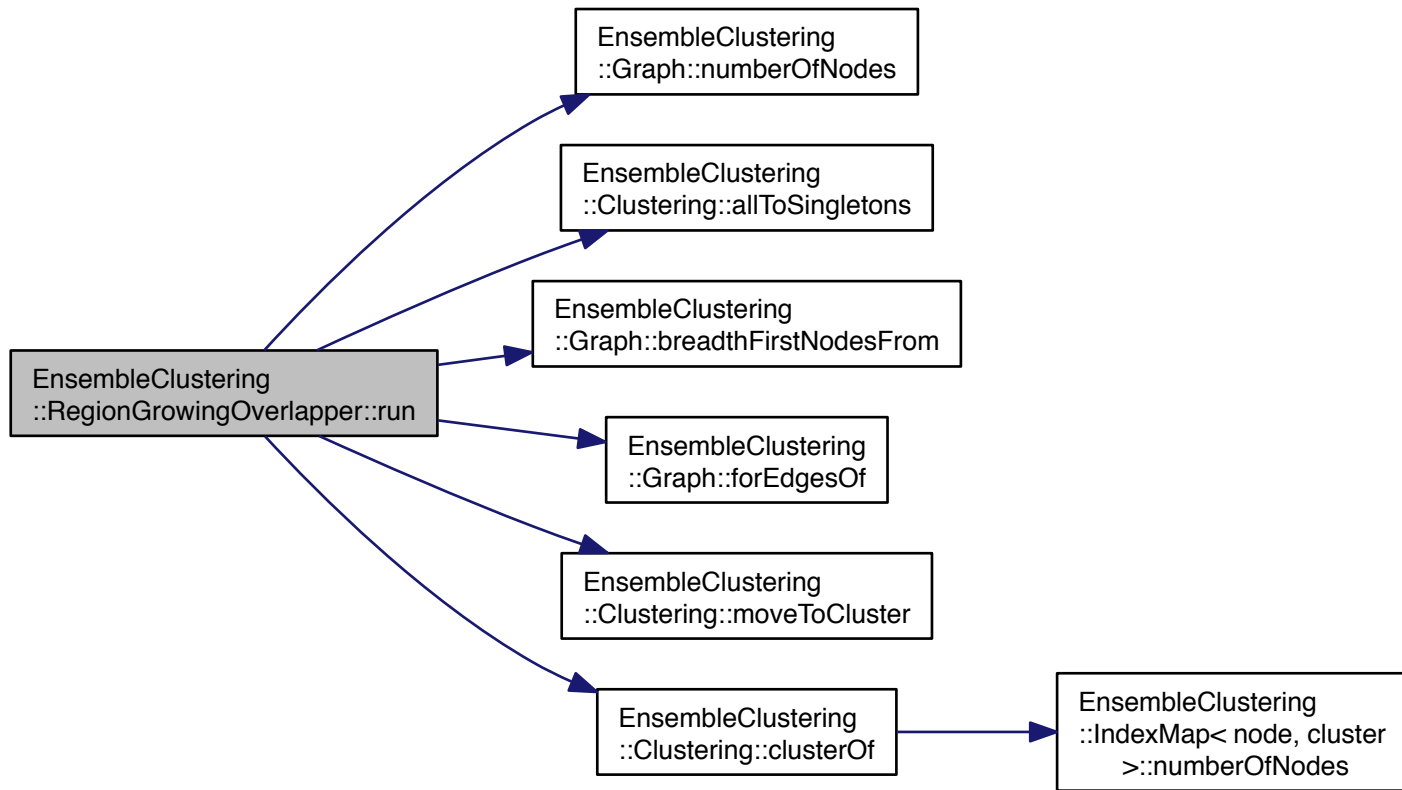 EnsembleClustering
::Graph::numberOfNodes
EnsembleClustering
::Clustering::allToSingletons
EnsembleClustering
::Graph::breadthFirstNodesFrom
EnsembleClustering
::RegionGrowingOverlapper::run
EnsembleClustering
::Graph::forEdgesOf
EnsembleClustering
::Clustering::moveToCluster
EnsembleClustering
::Clustering::clusterOf
EnsembleClustering
::IndexMap< node, cluster
>::numberOfNodes